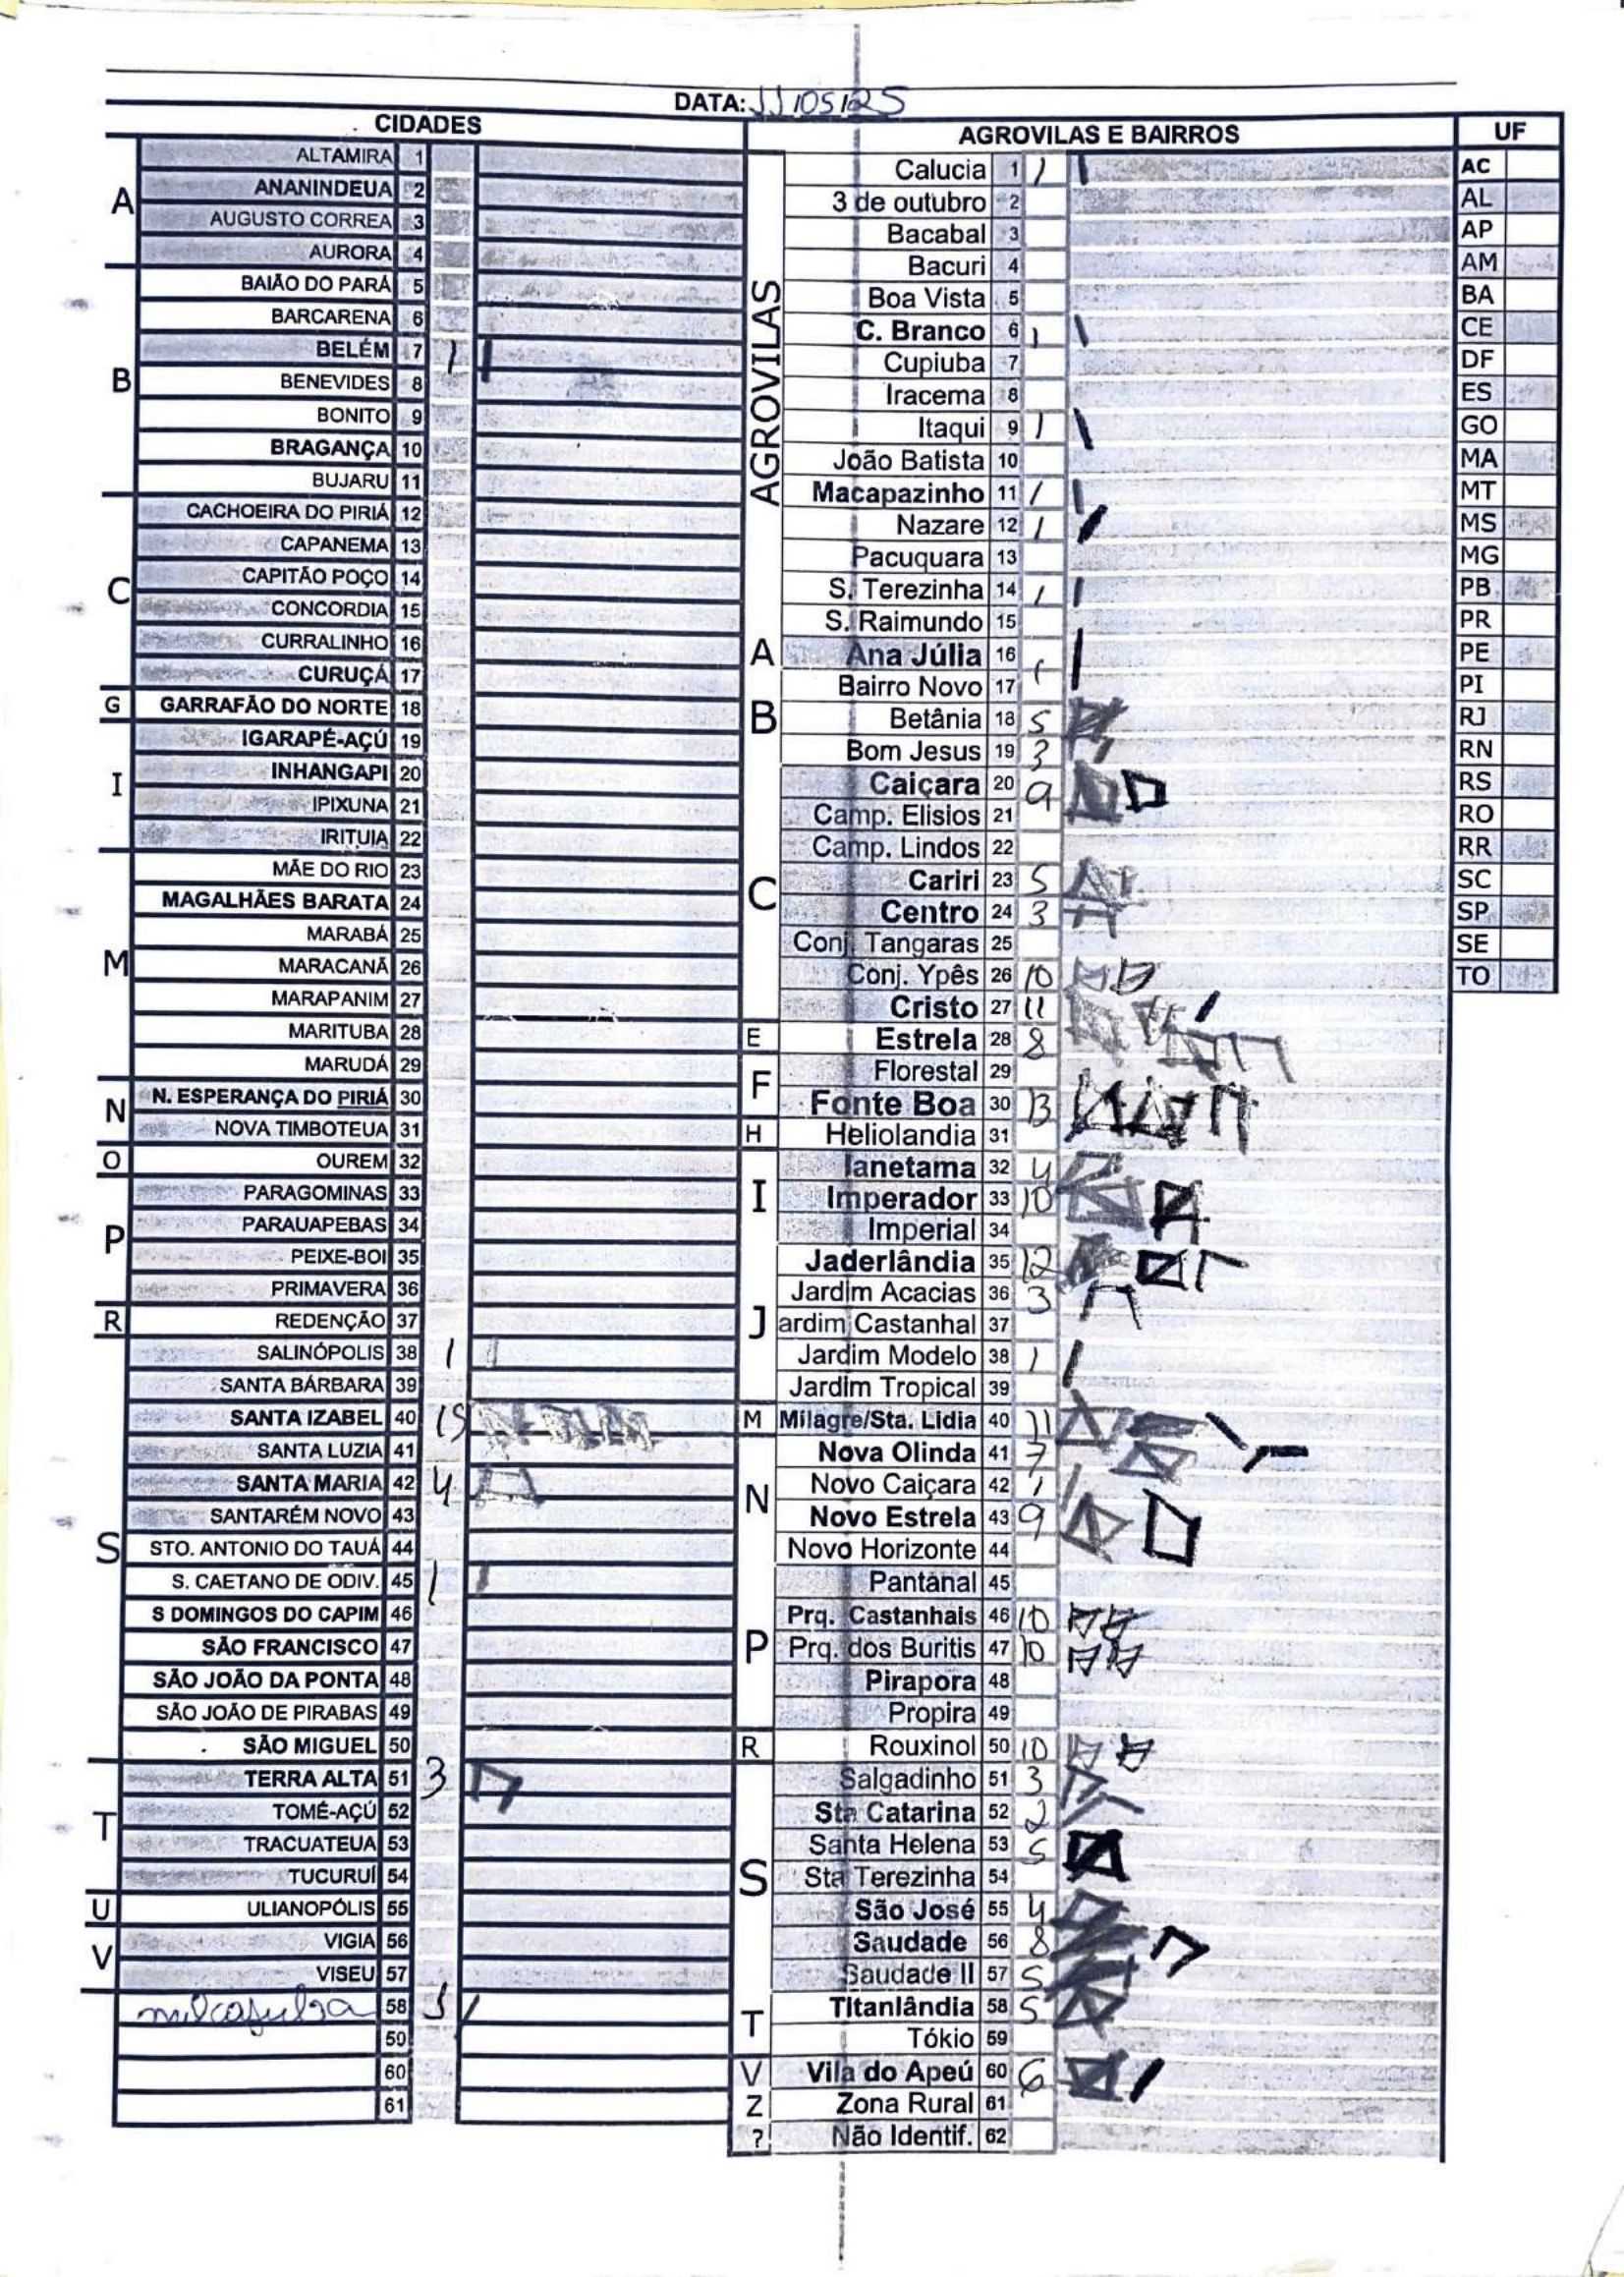 DATA: 11/05/25
CIDADES
A
ALTAMIRA 1
ANANINDEUA 2
AUGUSTO CORREA 3
AURORA 4
B
BAIÃO DO PARÁ 5
BARCARENA 6
BELÉM 7 1
BENEVIDES 8
BONITO 9
BRAGANÇA 10
BUJARU 11
C
CACHOEIRA DO PIRIÁ 12
CAPANEMA 13
CAPITÃO POÇO 14
CONCORDIA 15
CURRALINHO 16
CURUÇÁ 17
G GARRAFÃO DO NORTE 18
I
IGARAPÉ-AÇÚ 19
INHANGAPI 20
IPIXUNA 21
IRITUIA 22
M
MÃE DO RIO 23
MAGALHÃES BARATA 24
MARABÁ 25
MARACANÃ 26
MARAPANIM 27
MARITUBA 28
MARUDÁ 29
N
N. ESPERANÇA DO PIRIÁ 30
NOVA TIMBOTEUA 31
O OUREM 32
P
PARAGOMINAS 33
PARAUAPEBAS 34
PEIXE-BOI 35
PRIMAVERA 36
R REDENÇÃO 37
S
SALINÓPOLIS 38 1
SANTA BÁRBARA 39
SANTA IZABEL 40 15
SANTA LUZIA 41
SANTA MARIA 42 4
SANTARÉM NOVO 43
STO. ANTONIO DO TAUÁ 44
S. CAETANO DE ODIV. 45 1
S DOMINGOS DO CAPIM 46
SÃO FRANCISCO 47
SÃO JOÃO DA PONTA 48
SÃO JOÃO DE PIRABAS 49
SÃO MIGUEL 50
T
TERRA ALTA 51 3
TOMÉ-AÇÚ 52
TRACUATEUA 53
TUCURUÍ 54
U ULIANOPÓLIS 55
V
VIGIA 56
VISEU 57
58 1
59
60
61
AGROVILAS E BAIRROS
AGROVILAS
Calucia 1 1
3 de outubro 2
Bacabal 3
Bacuri 4
Boa Vista 5
C. Branco 6 1
Cupiuba 7
Iracema 8
Itaqui 9 1
João Batista 10
Macapazinho 11 1
Nazare 12 1
Pacuquara 13
S. Terezinha 14 1
S. Raimundo 15
A Ana Júlia 16
Bairro Novo 17 1
B
Betânia 18 5
Bom Jesus 19 3
C
Caiçara 20 9
Camp. Elisios 21
Camp. Lindos 22
Cariri 23 5
Centro 24 3
Conj. Tangaras 25
Conj. Ypês 26 10
Cristo 27 11
E Estrela 28 8
F
Florestal 29
Fonte Boa 30 13
H Heliolandia 31
I
Ianetama 32 4
Imperador 33 10
Imperial 34
J
Jaderlândia 35 12
Jardim Acacias 36 3
ardim Castanhal 37
Jardim Modelo 38 1
Jardim Tropical 39
M Milagre/Sta. Lidia 40 11
N
Nova Olinda 41 7
Novo Caiçara 42 1
Novo Estrela 43 9
Novo Horizonte 44
P
Pantanal 45
Prq. Castanhais 46 10
Prq. dos Buritis 47 10
Pirapora 48
Propira 49
R Rouxinol 50 10
S
Salgadinho 51 3
Sta Catarina 52 2
Santa Helena 53 5
Sta Terezinha 54
São José 55 4
Saudade 56 8
Saudade II 57 5
T
Titanlândia 58 5
Tókio 59
V Vila do Apeú 60 6
Z Zona Rural 61
? Não Identif. 62
UF
AC
AL
AP
AM
BA
CE
DF
ES
GO
MA
MT
MS
MG
PB
PR
PE
PI
RJ
RN
RS
RO
RR
SC
SP
SE
TO